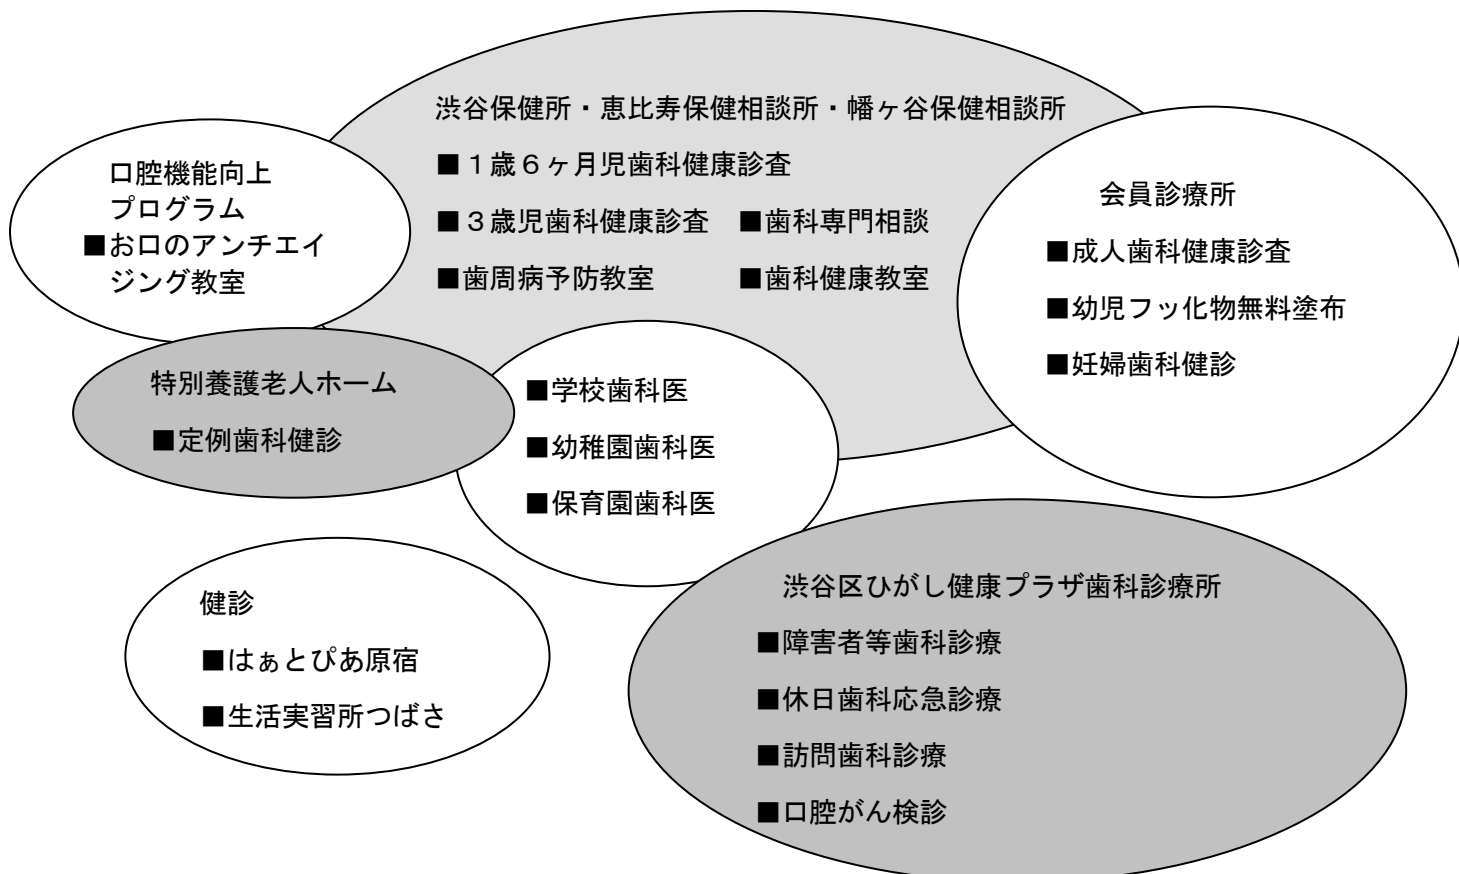 渋谷保健所・恵比寿保健相談所・幡ヶ谷保健相談所
■１歳６ヶ月児歯科健康診査
■３歳児歯科健康診査 ■歯科専門相談
■歯周病予防教室 ■歯科健康教室
口腔機能向上
プログラム
■お口のアンチエイ
ジング教室
会員診療所
■成人歯科健康診査
■幼児フッ化物無料塗布
■妊婦歯科健診
特別養護老人ホーム
■定例歯科健診
■学校歯科医
■幼稚園歯科医
■保育園歯科医
健診
■はぁとぴあ原宿
■生活実習所つばさ
渋谷区ひがし健康プラザ歯科診療所
■障害者等歯科診療
■休日歯科応急診療
■訪問歯科診療
■口腔がん検診